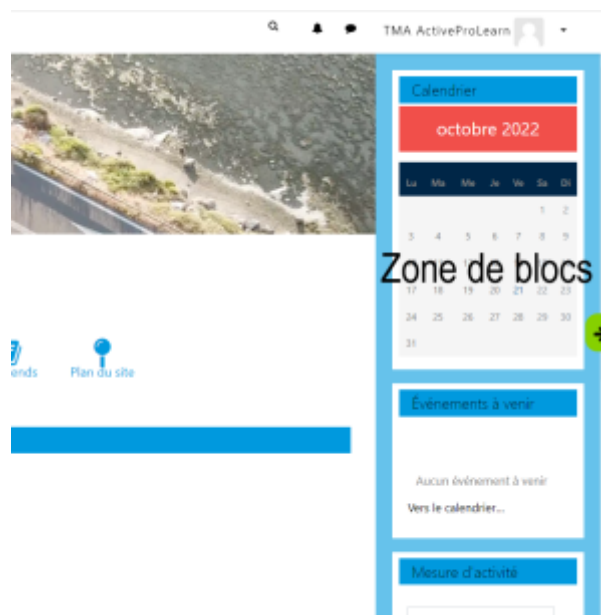 TMA ActiveProLearn
Calendrier
octobre 2022
Lu Ma Me Je Ve Sa Di
1 2
3 4 5 6 7 8 9
Zone de blocs
17 18 19 20 21 22 23
24 25 26 27 28 29 30
31
ends Plan du site
Événements à venir
Aucun événement à venir
Vers le calendrier...
Mesure d'activité